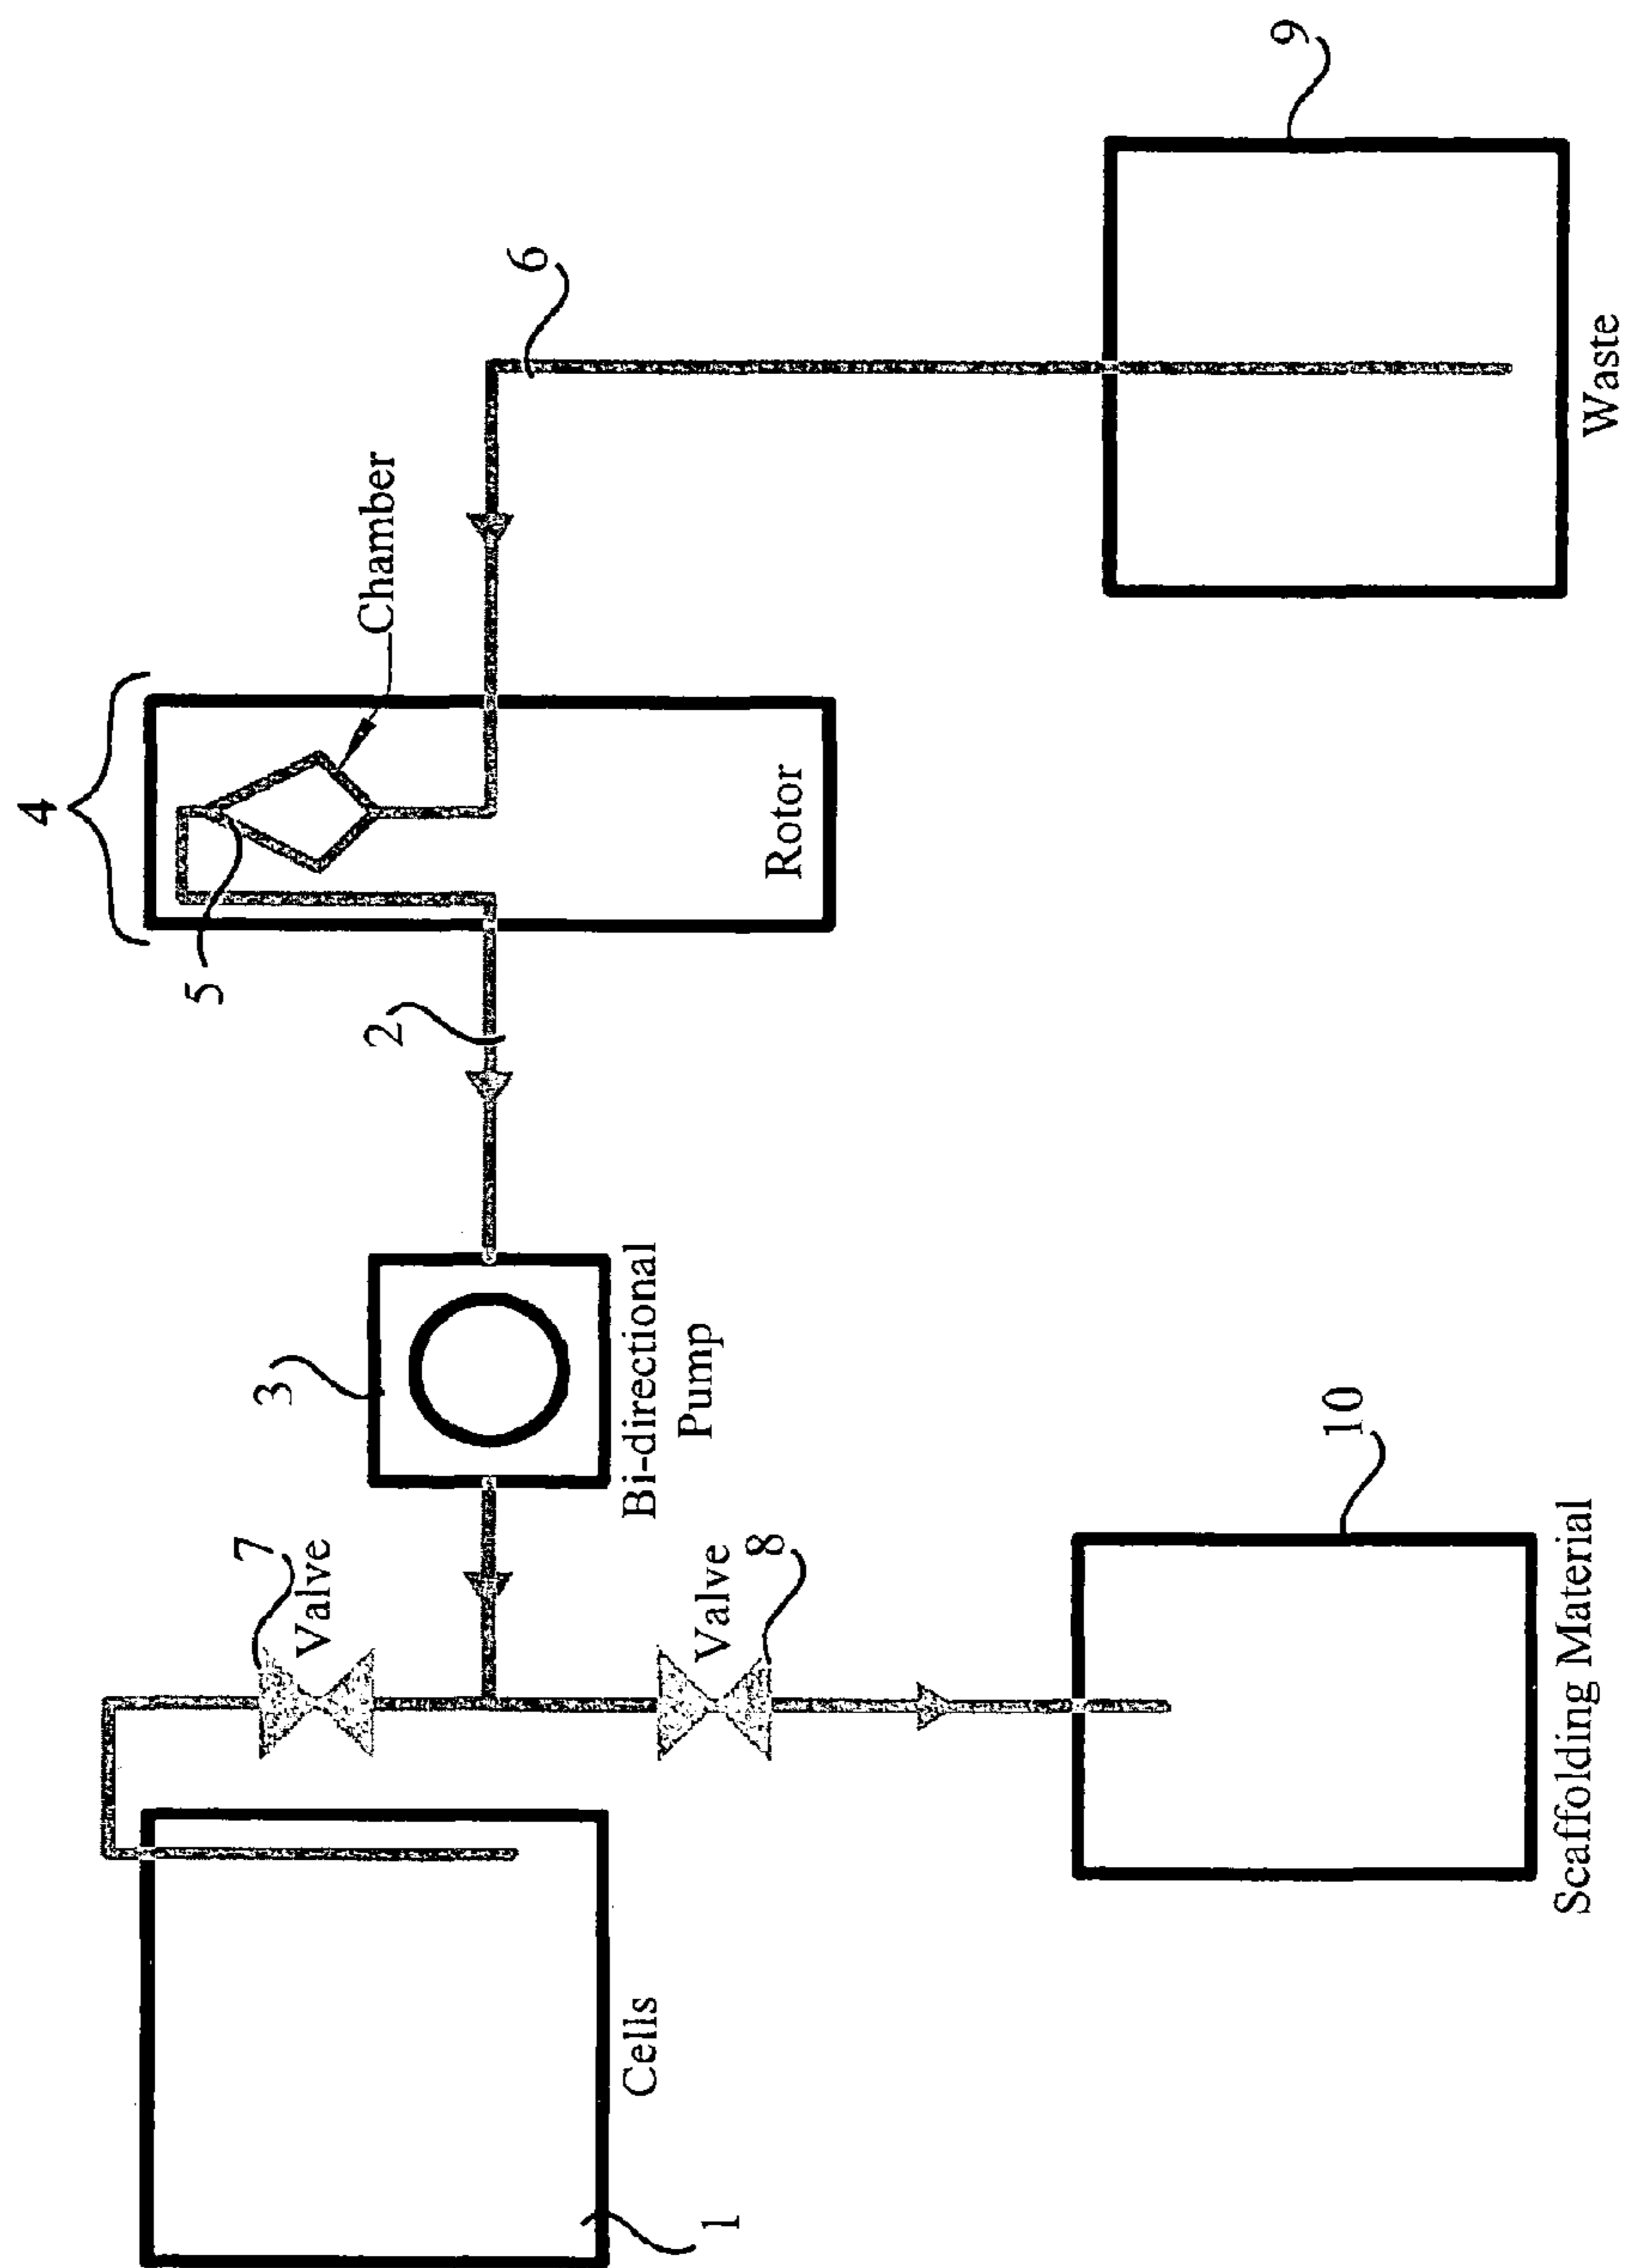 4
9
6
Chamber
5
Rotor
2
Waste
3
Bi-directional
Pump
7
Valve
Valve
8
10
Cells
1
Scaffolding Material